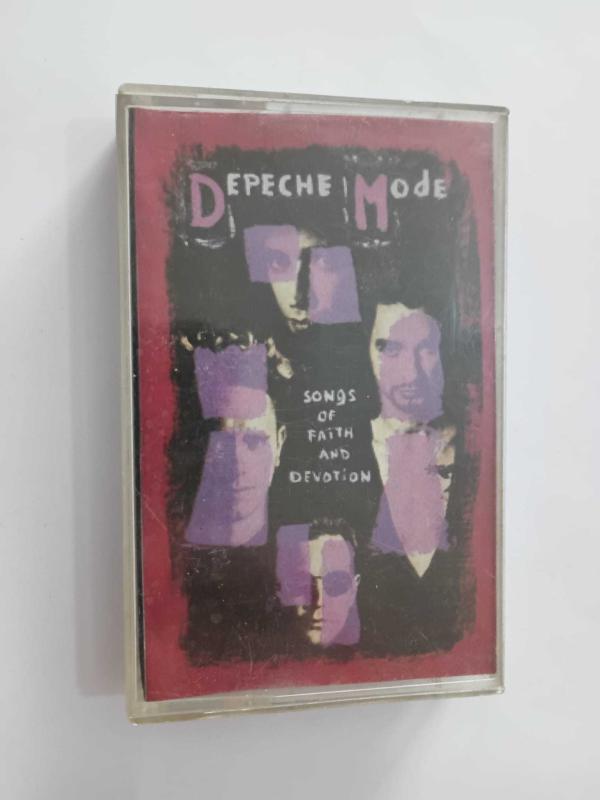 DEPECHE MODE
SONGS
OF
FAITH
AND
DEVOTION